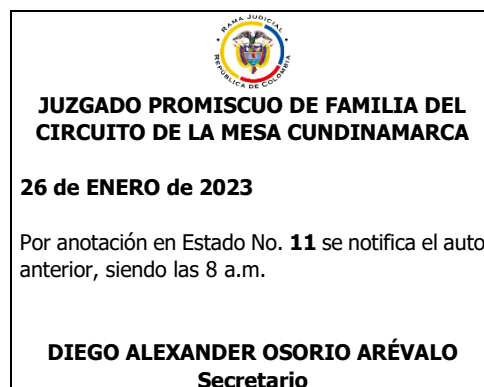 RAMA JUDICIAL
REPÚBLICA DE COLOMBIA
JUZGADO PROMISCUO DE FAMILIA DEL
CIRCUITO DE LA MESA CUNDINAMARCA
26 de ENERO de 2023
Por anotación en Estado No. 11 se notifica el auto
anterior, siendo las 8 a.m.
DIEGO ALEXANDER OSORIO ARÉVALO
Secretario